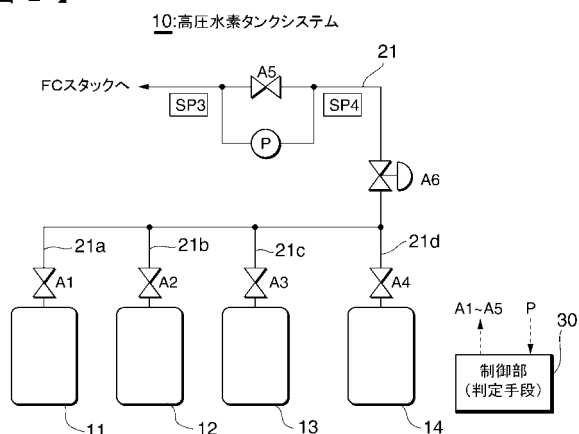 10:高圧水素タンクシステム
21
A5
FCスタックへ
SP3
SP4
P
A6
21a
21b
21c
21d
A1
A2
A3
A4
A1~A5
P
30
制御部
(判定手段)
11
12
13
14